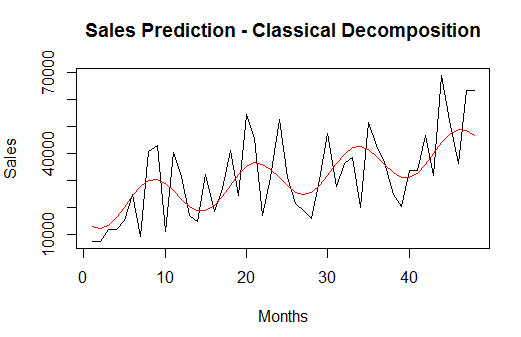 Sales Prediction - Classical Decomposition
Sales
70000
40000
10000
0 10 20 30 40
Months